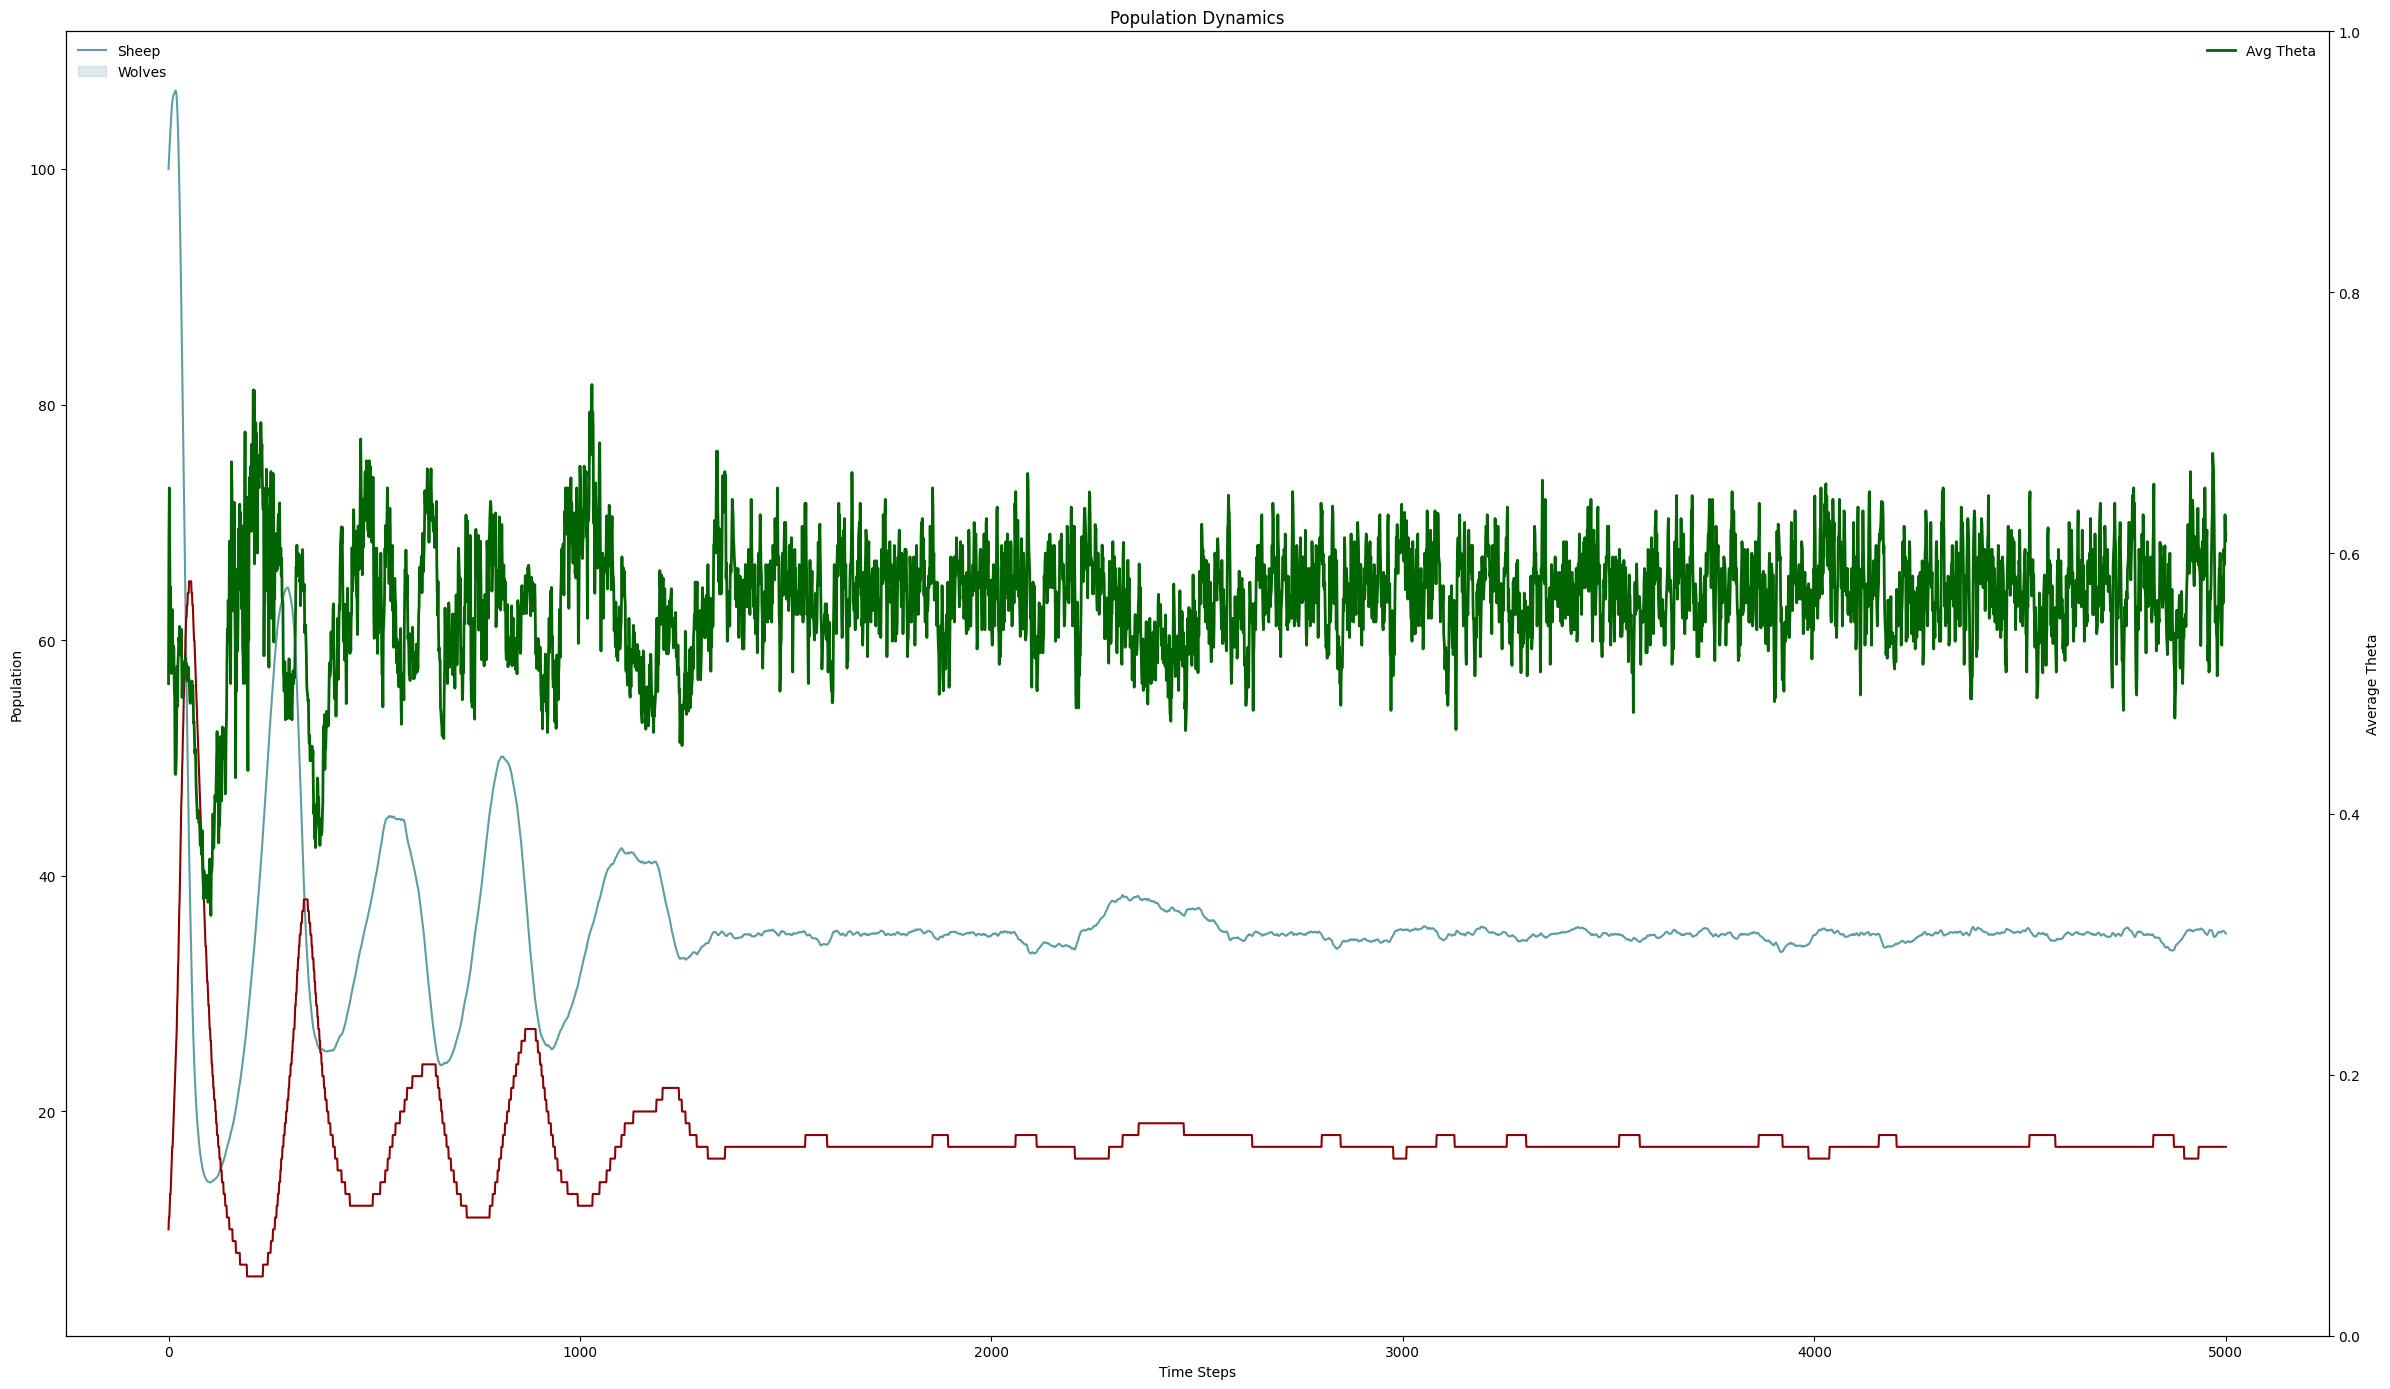 Population Dynamics
Sheep
Wolves
Avg Theta
Population
100
80
60
40
20
1.0
0.8
0.6
0.4
0.2
0.0
Average Theta
0 1000 2000 3000 4000 5000
Time Steps